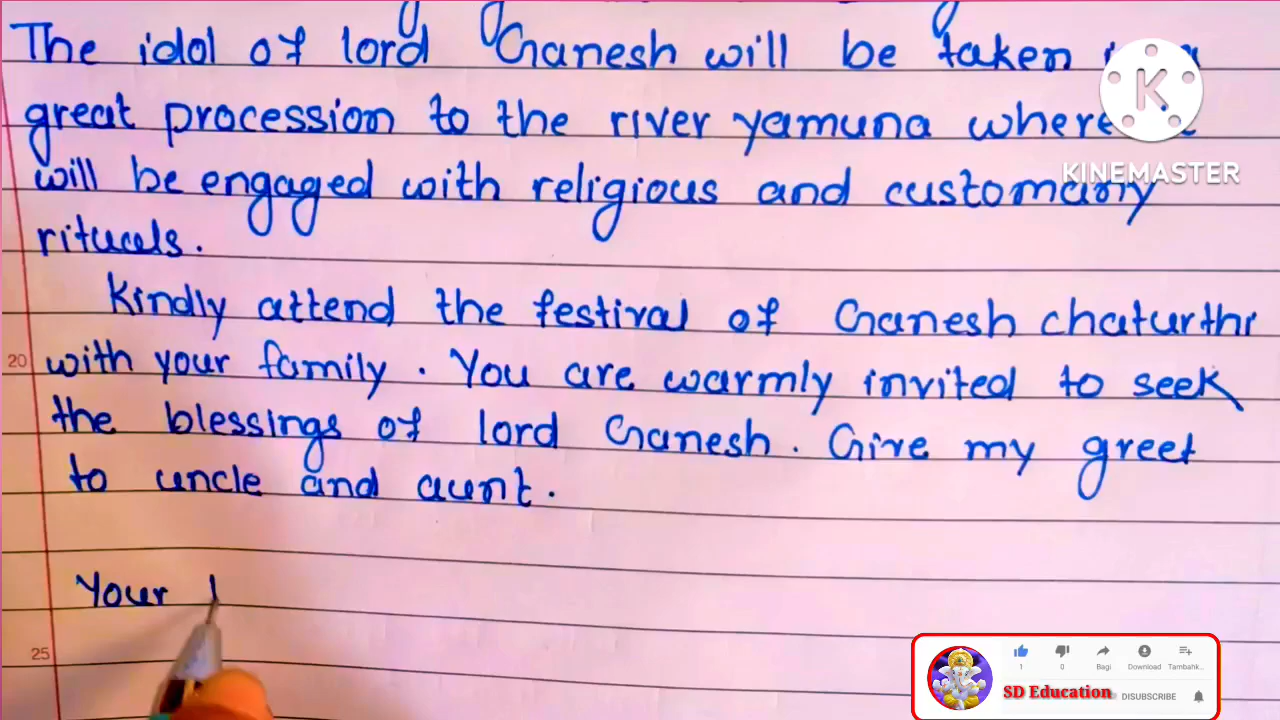 The idol of lord Ganesh will be taken
great procession to the river yamuna where
will be engaged with religious and customary
rituals.
Kindly attend the festival of Ganesh chaturthi
20
with your family. You are warmly invited to seek
the blessings of lord Ganesh. Give my greet
to uncle and aunt.
Your
25
K
KINEMASTER
1 0 Bagi Download Tambahk...
SD Education
DISUBSCRIBE